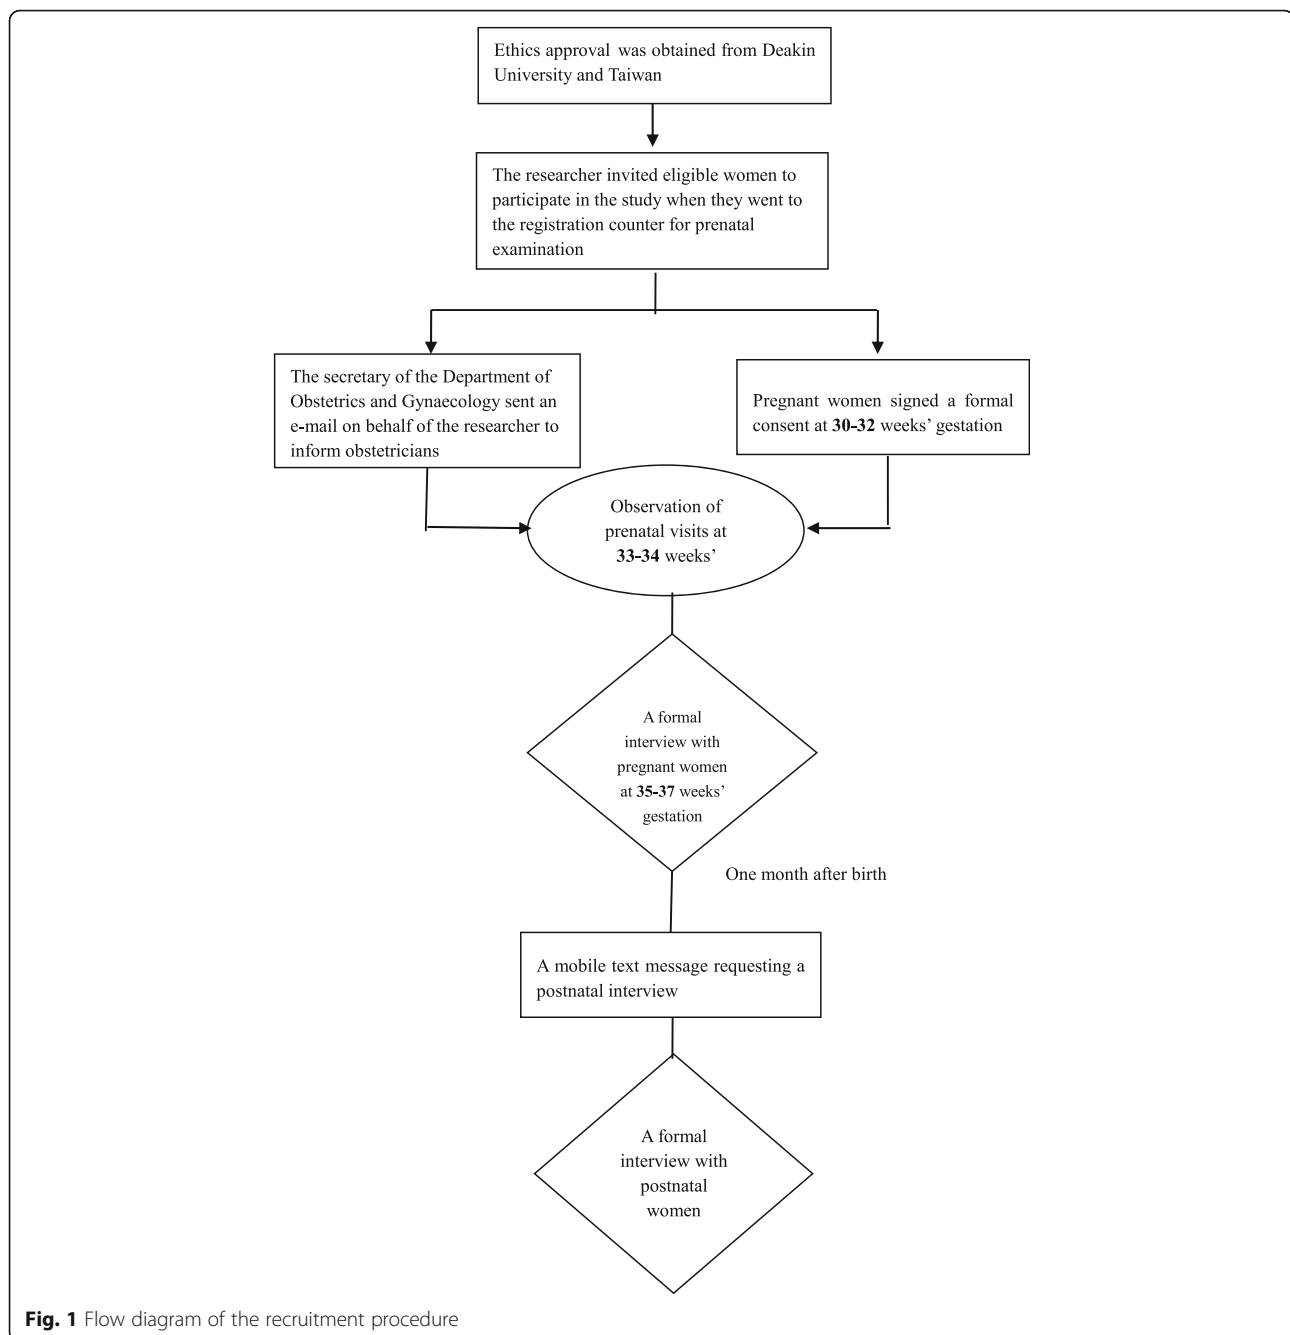 Ethics approval was obtained from Deakin
University and Taiwan
The researcher invited eligible women to
participate in the study when they went to
the registration counter for prenatal
examination
The secretary of the Department of
Obstetrics and Gynaecology sent an
e-mail on behalf of the researcher to
inform obstetricians
Pregnant women signed a formal
consent at 30-32 weeks’ gestation
Observation of
prenatal visits at
33-34 weeks’
A formal
interview with
pregnant women
at 35-37 weeks’
gestation
One month after birth
A mobile text message requesting a
postnatal interview
A formal
interview with
postnatal
women
Fig. 1 Flow diagram of the recruitment procedure